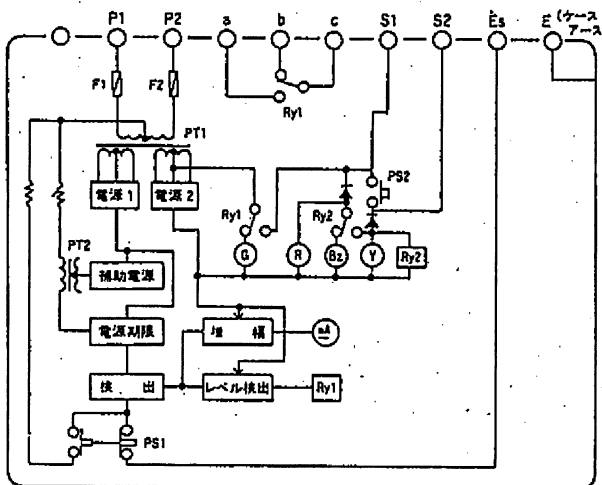 P1 P2 a b c S1 S2 Es E (ケースアース
F1 F2
Ry1
PT1
PS2
電源1 電源2
Ry1 Ry2
G R Bz Y Ry2
PT2
補助電源
電源期限
増幅 mA
検出 レベル検出 Ry1
PS1